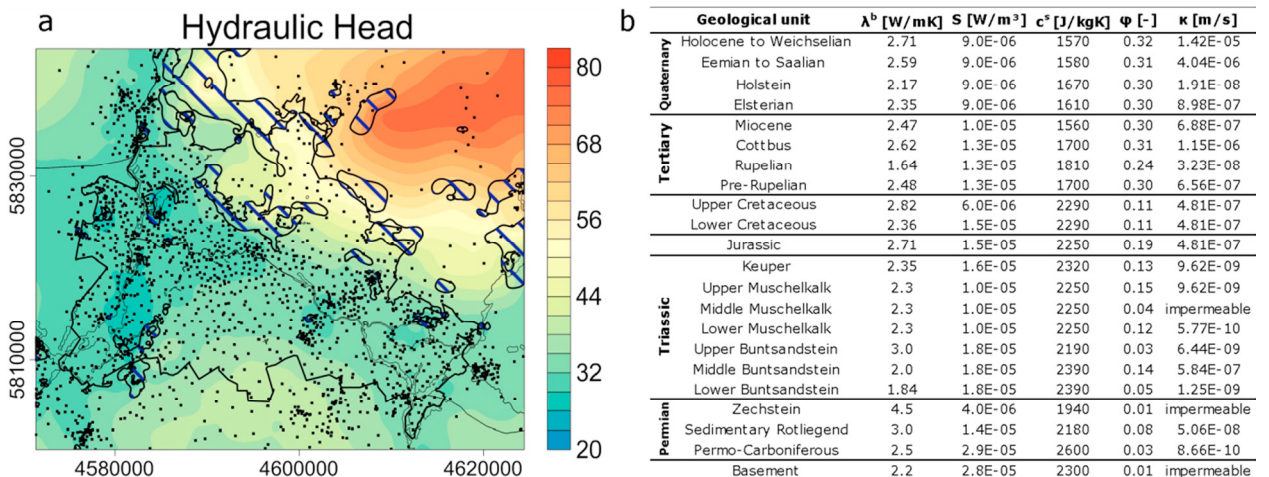 a
Hydraulic Head
5830000
5810000
4580000 4600000 4620000
80
68
56
44
32
20
b
Geological unit λᵇ [W/mK] S [W/m³] cˢ [J/kgK] φ [-] κ [m/s]
Quaternary
Holocene to Weichselian 2.71 9.0E-06 1570 0.32 1.42E-05
Eemian to Saalian 2.59 9.0E-06 1580 0.31 4.04E-06
Holstein 2.17 9.0E-06 1670 0.30 1.91E-08
Elsterian 2.35 9.0E-06 1610 0.30 8.98E-07
Tertiary
Miocene 2.47 1.0E-05 1560 0.30 6.88E-07
Cottbus 2.62 1.3E-05 1700 0.31 1.15E-06
Rupelian 1.64 1.3E-05 1810 0.24 3.23E-08
Pre-Rupelian 2.48 1.3E-05 1700 0.30 6.56E-07
Upper Cretaceous 2.82 6.0E-06 2290 0.11 4.81E-07
Lower Cretaceous 2.36 1.5E-05 2290 0.11 4.81E-07
Jurassic 2.71 1.5E-05 2250 0.19 4.81E-07
Triassic
Keuper 2.35 1.6E-05 2320 0.13 9.62E-09
Upper Muschelkalk 2.3 1.0E-05 2250 0.15 9.62E-09
Middle Muschelkalk 2.3 1.0E-05 2250 0.04 impermeable
Lower Muschelkalk 2.3 1.0E-05 2250 0.12 5.77E-10
Upper Buntsandstein 3.0 1.8E-05 2190 0.03 6.44E-09
Middle Buntsandstein 2.0 1.8E-05 2390 0.14 5.84E-07
Lower Buntsandstein 1.84 1.8E-05 2390 0.05 1.25E-09
Permian
Zechstein 4.5 4.0E-06 1940 0.01 impermeable
Sedimentary Rotliegend 3.0 1.4E-05 2180 0.08 5.06E-08
Permo-Carboniferous 2.5 2.9E-05 2600 0.03 8.66E-10
Basement 2.2 2.8E-05 2300 0.01 impermeable